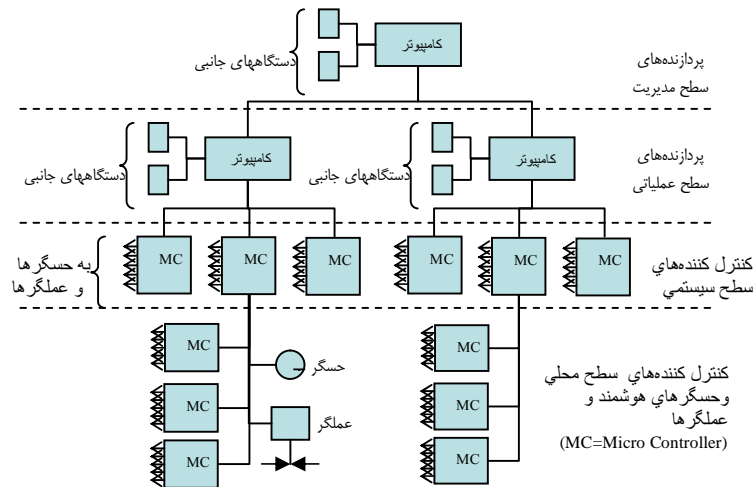 کامپیوتر
دستگاههای جانبی
پردازنده‌های
سطح مدیریت
کامپیوتر
دستگاههای جانبی
کامپیوتر
دستگاههای جانبی
پردازنده‌های
سطح عملیاتی
به حسگرها
و عملگرها
MC
MC
MC
MC
MC
MC
کنترل کننده‌هاي
سطح سيستمي
MC
MC
MC
حسگر
عملگر
MC
MC
MC
کنترل کننده‌هاي سطح محلي
وحسگرهاي هوشمند و
عملگرها
(MC=Micro Controller)